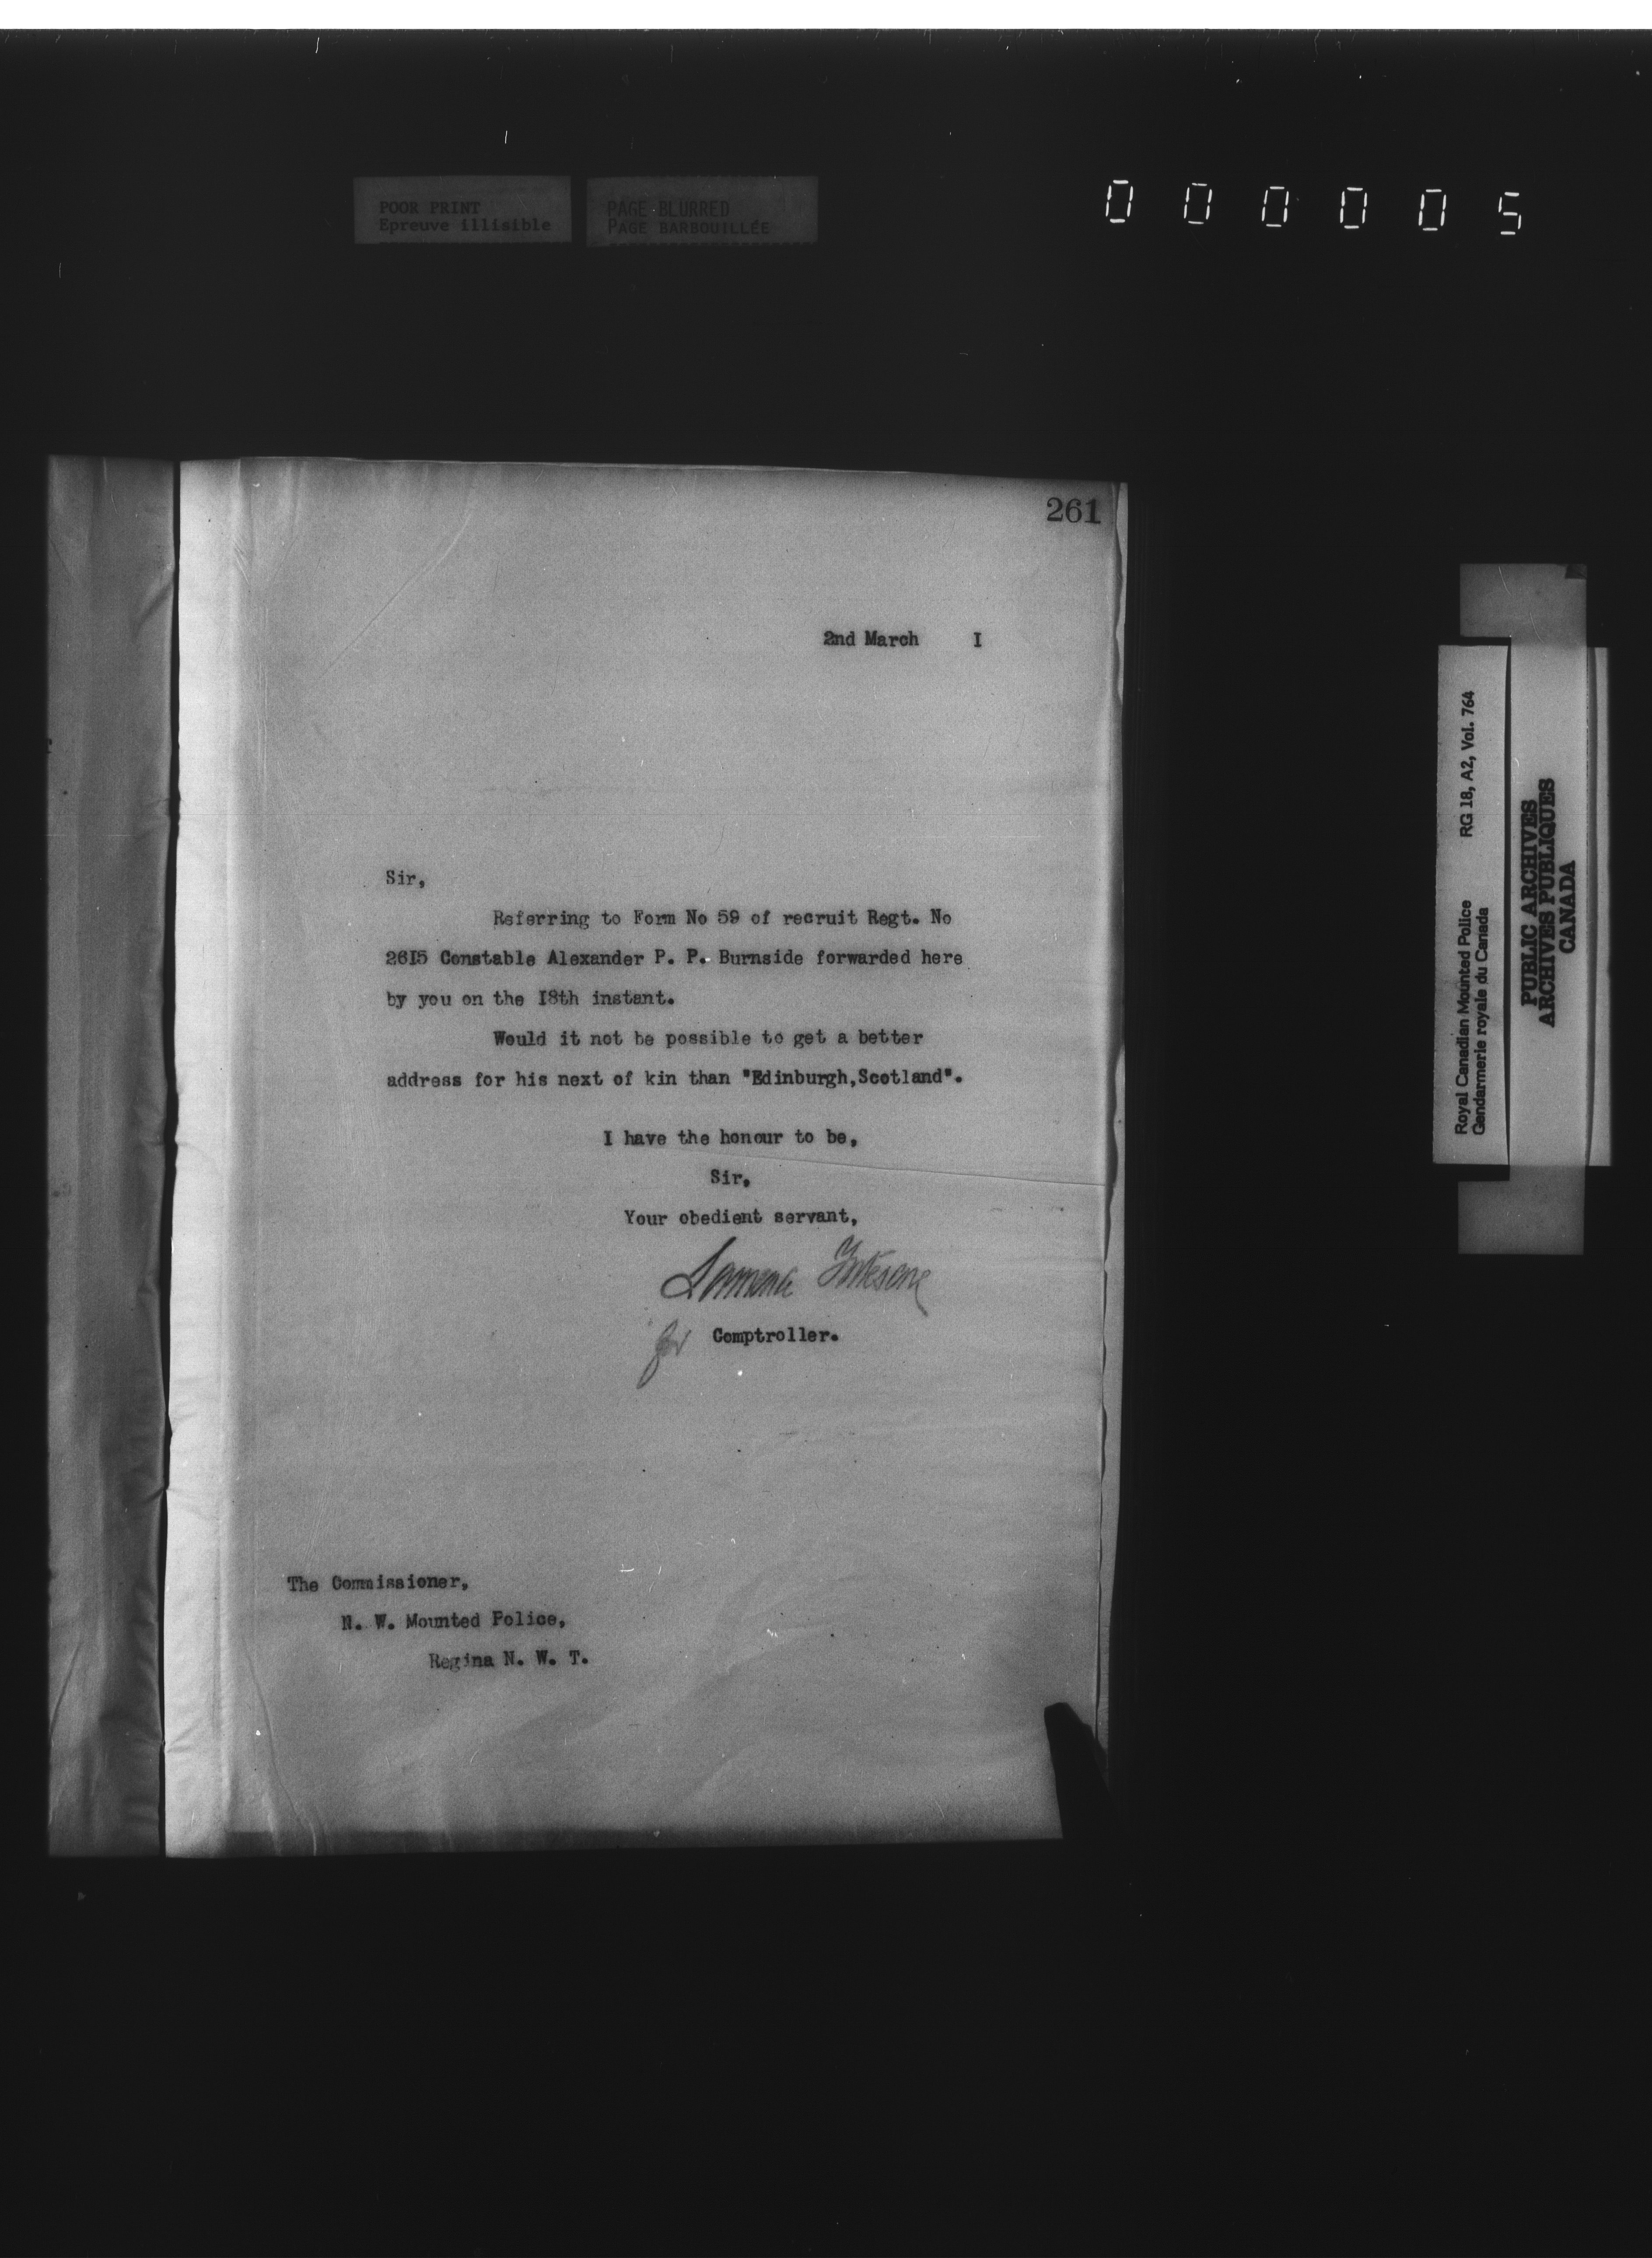 POOR PRINT
Epreuve illisible
PAGE BLURRED
PAGE BARBOUILLÉE
000005
261
2nd March I
Sir,
Referring to Form No 59 of recruit Regt. No
26I5 Constable Alexander P. P. Burnside forwarded here
by you on the I8th instant.
Would it not be possible to get a better
address for his next of kin than "Edinburgh,Scotland".
I have the honour to be,
Sir,
Your obedient servant,
for Comptroller.
The Commissioner,
N. W. Mounted Police,
Regina N. W. T.
Royal Canadian Mounted Police RG 18, A2, Vol. 764
Gendarmerie royale du Canada
PUBLIC ARCHIVES
ARCHIVES PUBLIQUES
CANADA